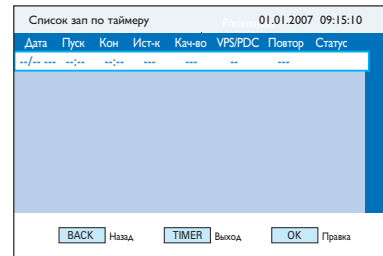 Список зап по таймеру 01.01.2007 09:15:10
Дата Пуск Кон Ист-к Кач-во VPS/PDC Повтор Статус
--/-- --- --:-- --:-- --- --- -- ---
BACK Назад TIMER Выход OK Правка